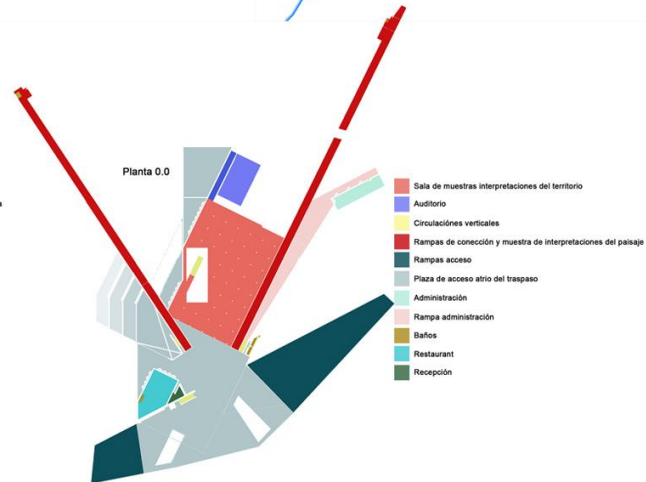 Planta 0.0
Sala de muestras interpretaciones del territorio
Auditorio
Circulaciónes verticales
Rampas de conección y muestra de interpretaciones del paisaje
Rampas acceso
Plaza de acceso atrio del traspaso
Administración
Rampa administración
Baños
Restaurant
Recepción